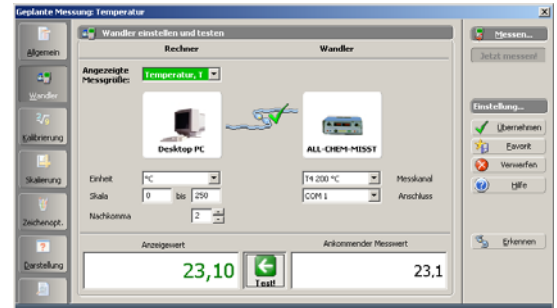 Geplante Messung: Temperatur
Allgemein
Wandler
Kalibrierung
Skalierung
Zeichenopt.
Darstellung
Wandler einstellen und testen
Rechner
Wandler
Angezeigte
Messgröße:
Temperatur, T
Desktop PC
ALL-CHEM-MISST
Einheit
°C
T4 200 °C
Messkanal
Skala
0
bis
250
COM 1
Anschluss
Nachkomma
2
Anzeigewert
Ankommender Messwert
23,10
Test!
23,1
Messen...
Jetzt messen!
Einstellung...
Übernehmen
Favorit
Verwerfen
Hilfe
Erkennen